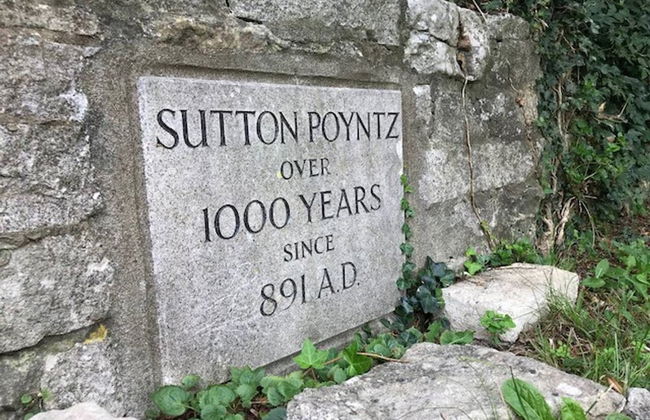 SUTTON POYNTZ
OVER
1000 YEARS
SINCE
891 A.D.